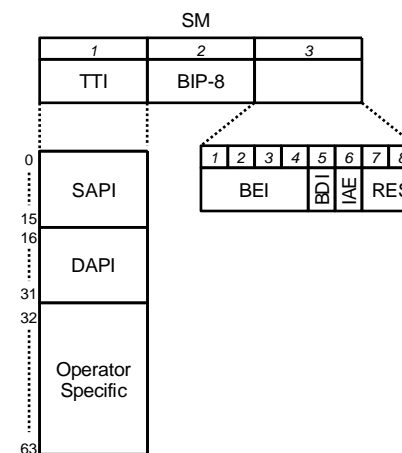 SM
1 2 3
TTI BIP-8
0
1 2 3 4 5 6 7 8
BEI BDI IAE RES
SAPI
15
16
DAPI
31
32
Operator
Specific
63